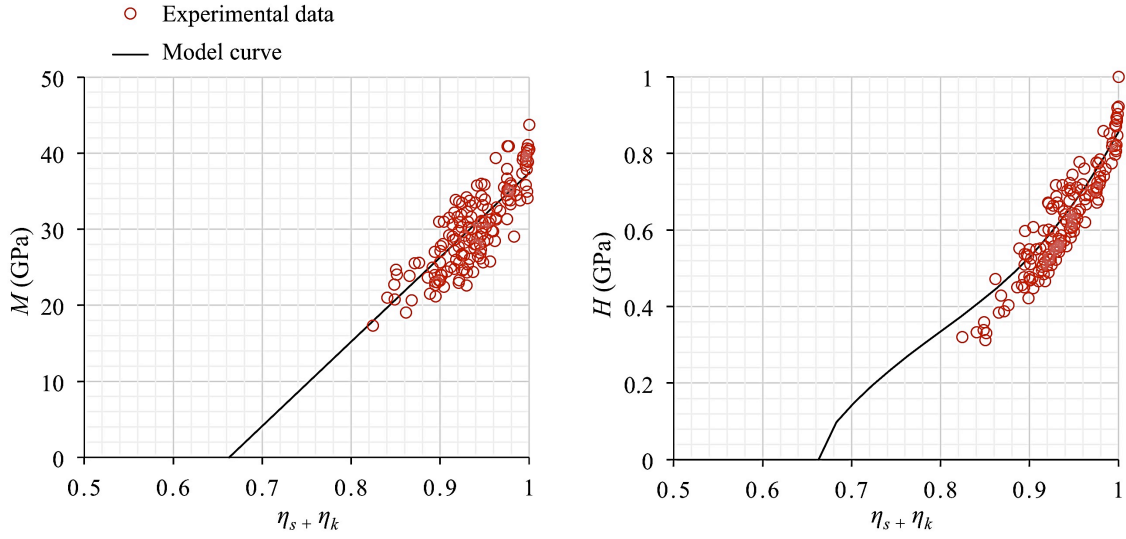 Experimental data
Model curve
50
40
30
20
10
0
M (GPa)
0.5 0.6 0.7 0.8 0.9 1
ηs + ηk
1
0.8
0.6
0.4
0.2
0
H (GPa)
0.5 0.6 0.7 0.8 0.9 1
ηs + ηk